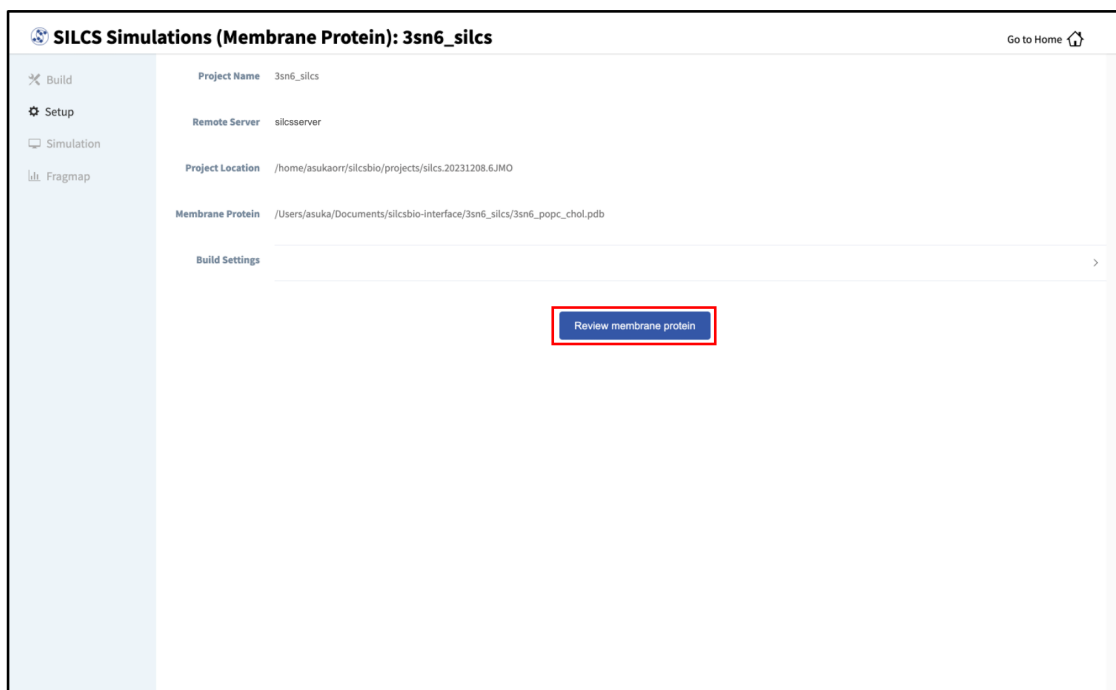 SILCS Simulations (Membrane Protein): 3sn6_silcs
Go to Home
Build
Setup
Simulation
Fragmap
Project Name 3sn6_silcs
Remote Server silcsserver
Project Location /home/asukaorr/silcsbio/projects/silcs.20231208.6JMO
Membrane Protein /Users/asuka/Documents/silcsbio-interface/3sn6_silcs/3sn6_popc_chol.pdb
Build Settings
Review membrane protein